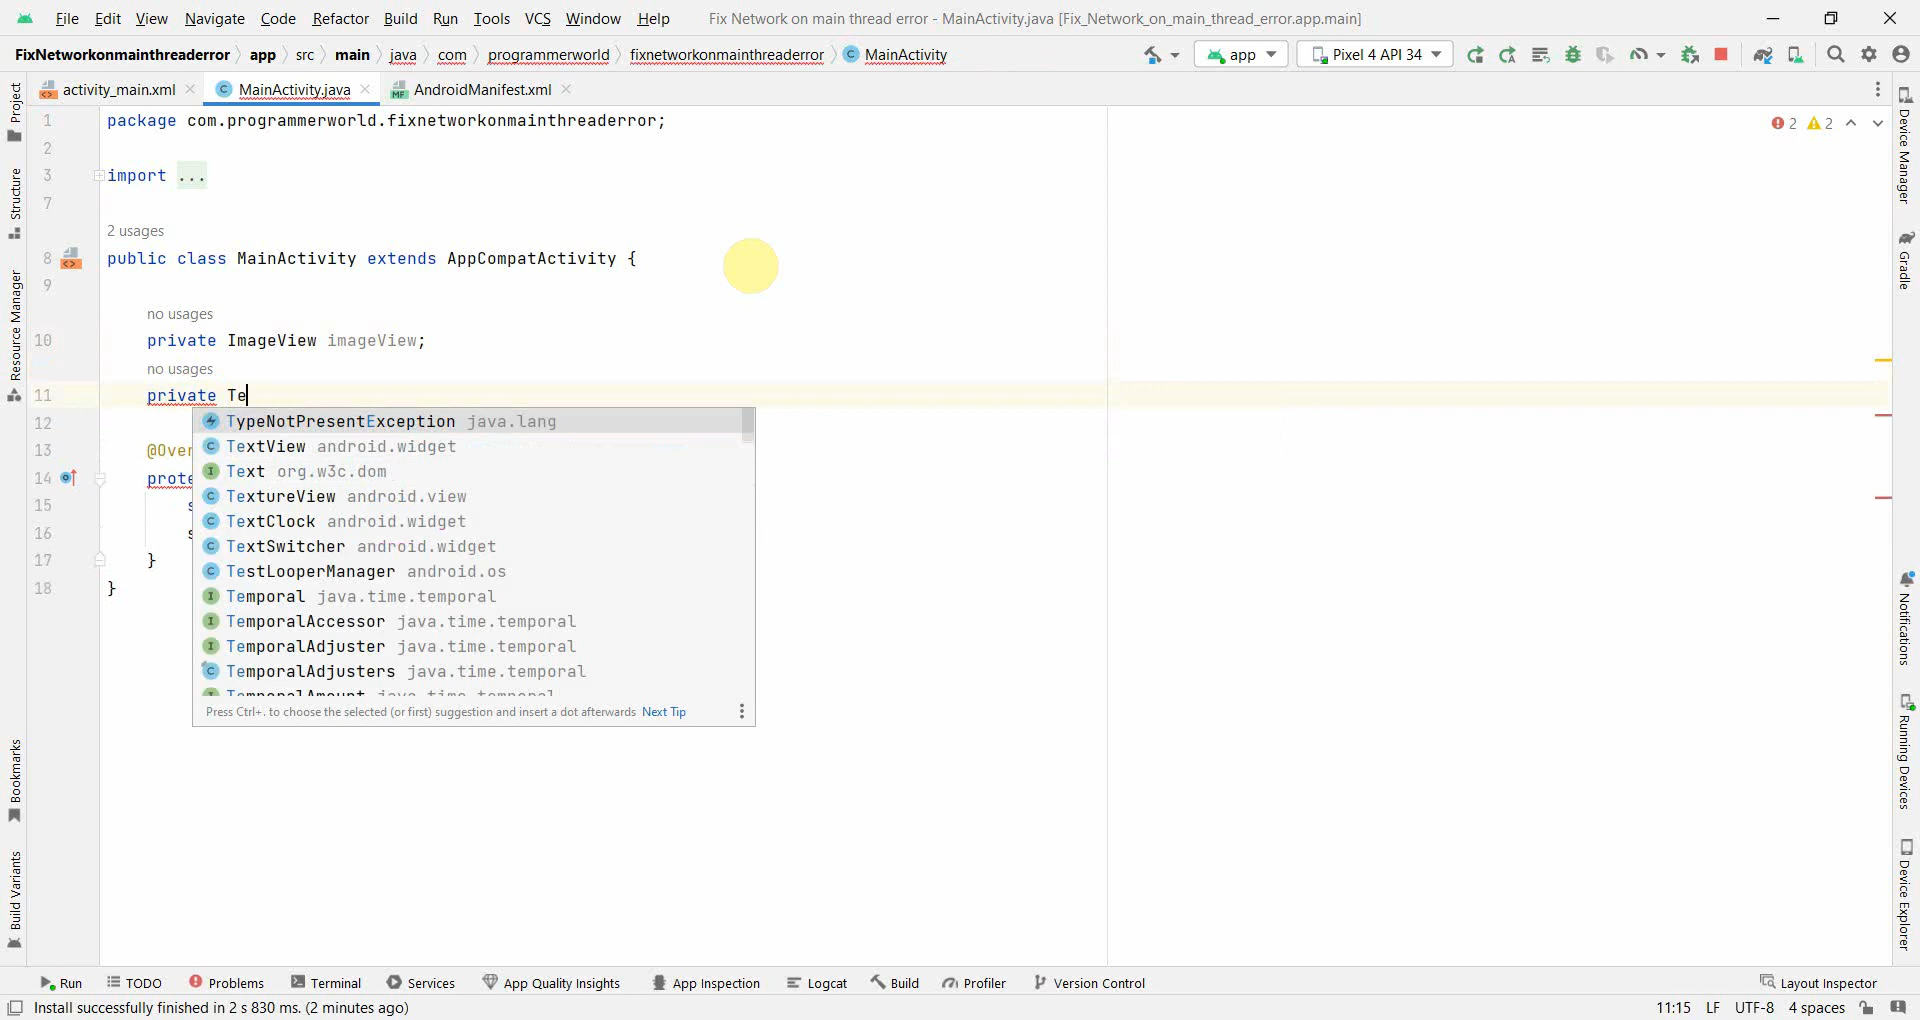 File Edit View Navigate Code Refactor Build Run Tools VCS Window Help Fix Network on main thread error - MainActivity.java [Fix_Network_on_main_thread_error.app.main]
FixNetworkonmainthreaderror app src main java com programmerworld fixnetworkonmainthreaderror MainActivity app Pixel 4 API 34
activity_main.xml MainActivity.java AndroidManifest.xml
1 package com.programmerworld.fixnetworkonmainthreaderror; 2 2
2
3 import ...
7
2 usages
8 public class MainActivity extends AppCompatActivity {
9
no usages
10 private ImageView imageView;
no usages
11 private Te
12
13 @Over
14 prote
15 s
16 s
17 }
18 }
TypeNotPresentException java.lang
TextView android.widget
Text org.w3c.dom
TextureView android.view
TextClock android.widget
TextSwitcher android.widget
TestLooperManager android.os
Temporal java.time.temporal
TemporalAccessor java.time.temporal
TemporalAdjuster java.time.temporal
TemporalAdjusters java.time.temporal
TemporalAmount java.time.temporal
Press Ctrl+. to choose the selected (or first) suggestion and insert a dot afterwards Next Tip
Project
Structure
Resource Manager
Bookmarks
Build Variants
Device Manager
Gradle
Notifications
Running Devices
Device Explorer
Run TODO Problems Terminal Services App Quality Insights App Inspection Logcat Build Profiler Version Control Layout Inspector
Install successfully finished in 2 s 830 ms. (2 minutes ago) 11:15 LF UTF-8 4 spaces